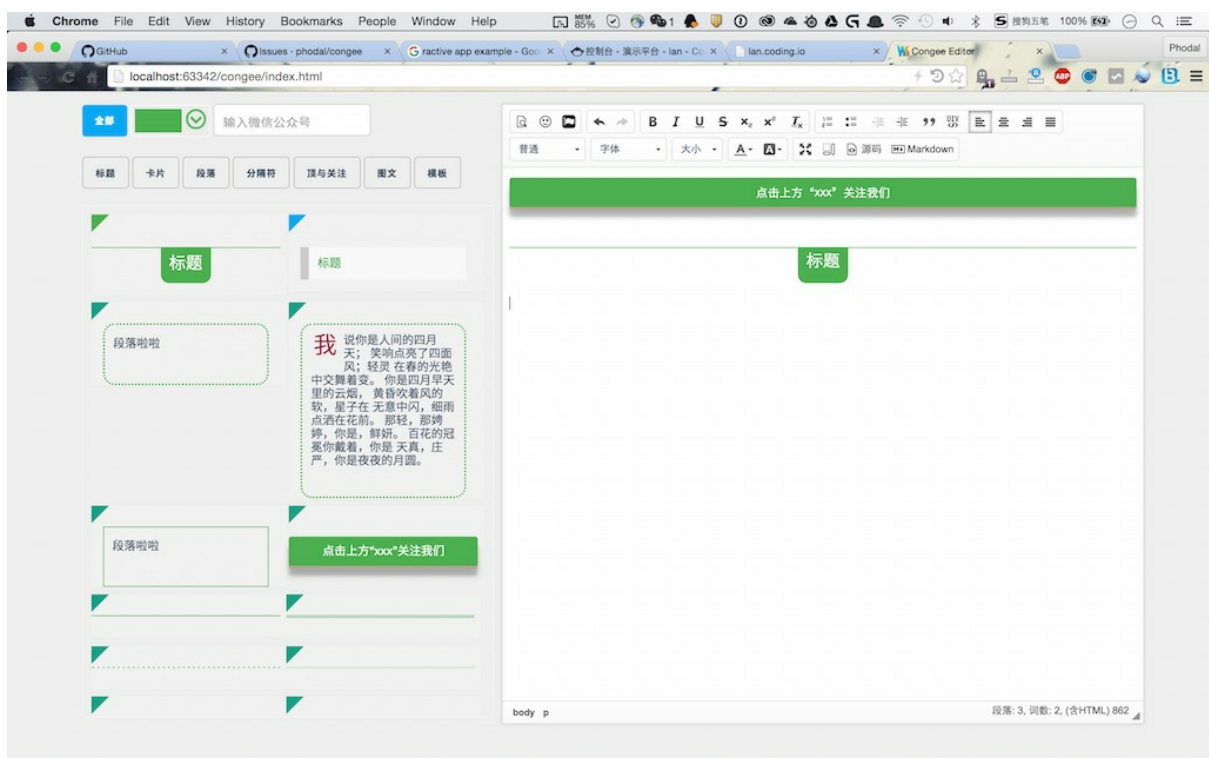 Chrome File Edit View History Bookmarks People Window Help MEM 85% 1 搜狗五笔 100%
GitHub × Issues · phodal/congee × ractive app example - Goo × 控制台 - 演示平台 - lan - Co × lan.coding.io × Congee Editor × Phodal
localhost:63342/congee/index.html
全部 输入微信公众号
标题 卡片 段落 分隔符 顶与关注 图文 模板
标题
标题
段落啦啦
我说你是人间的四月
天; 笑响点亮了四面
风; 轻灵 在春的光艳
中交舞着变。 你是四月早天
里的云烟, 黄昏吹着风的
软, 星子在 无意中闪, 细雨
点洒在花前。 那轻, 那娉
婷, 你是, 鲜妍。 百花的冠
冕你戴着, 你是 天真, 庄
严, 你是夜夜的月圆。
段落啦啦
点击上方“xxx”关注我们
B I U S x₂ x² Tx DIV
普通 字体 大小 A A 源码 Markdown
点击上方 “xxx” 关注我们
标题
body p 段落: 3, 词数: 2, (含HTML) 862